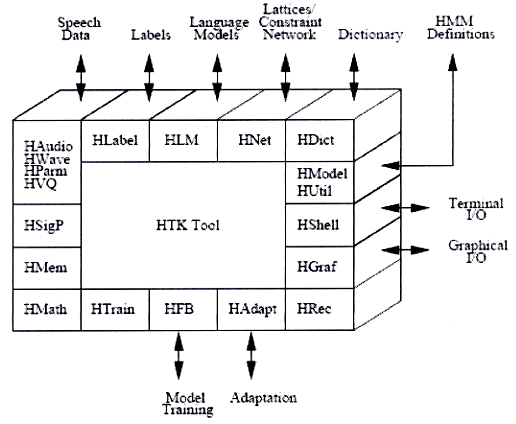 Speech
Data
Labels
Language
Models
Lattices/
Constraint
Network
Dictionary
HMM
Definitions
HAudio
HWave
HParm
HVQ
HLabel
HLM
HNet
HDict
HModel
HUtil
HSigP
HTK Tool
HShell
Terminal
I/O
Graphical
I/O
HMem
HGraf
HMath
HTrain
HFB
HAdapt
HRec
Model
Training
Adaptation